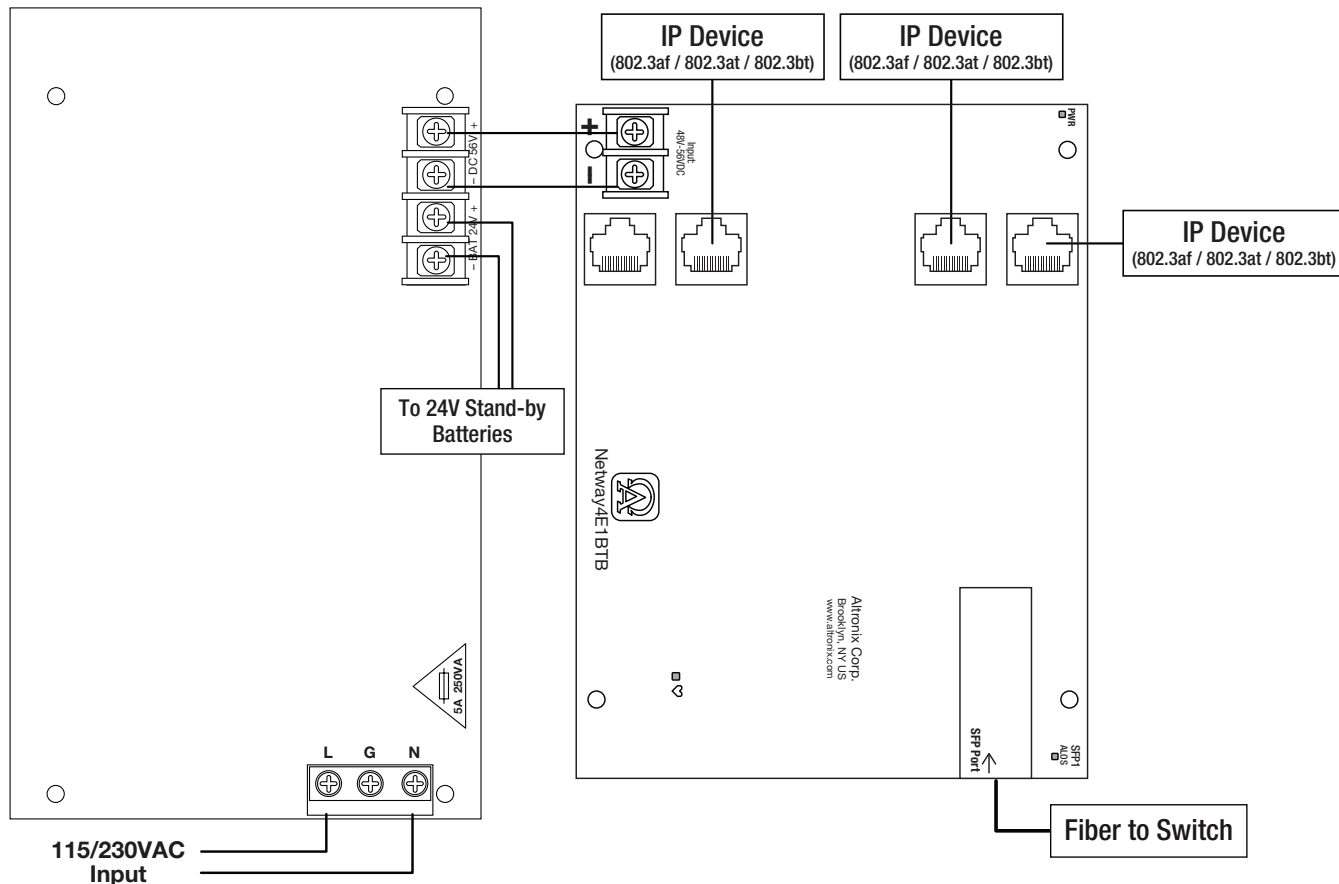 IP Device
(802.3af / 802.3at / 802.3bt)
IP Device
(802.3af / 802.3at / 802.3bt)
IP Device
(802.3af / 802.3at / 802.3bt)
– DC 56V +
– BAT 24V +
+
–
Input
48V-56VDC
PWR
To 24V Stand-by
Batteries
Netway4E1BTB
Altronix Corp.
Brooklyn, NY US
www.altronix.com
5A 250VA
L G N
SFP Port
SFP1
ALOS
115/230VAC
Input
Fiber to Switch